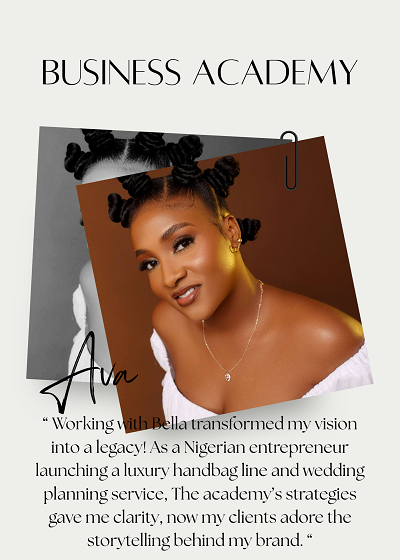 BUSINESS ACADEMY
Ava
“ Working with Bella transformed my vision
into a legacy! As a Nigerian entrepreneur
launching a luxury handbag line and wedding
planning service, The academy’s strategies
gave me clarity, now my clients adore the
storytelling behind my brand. “